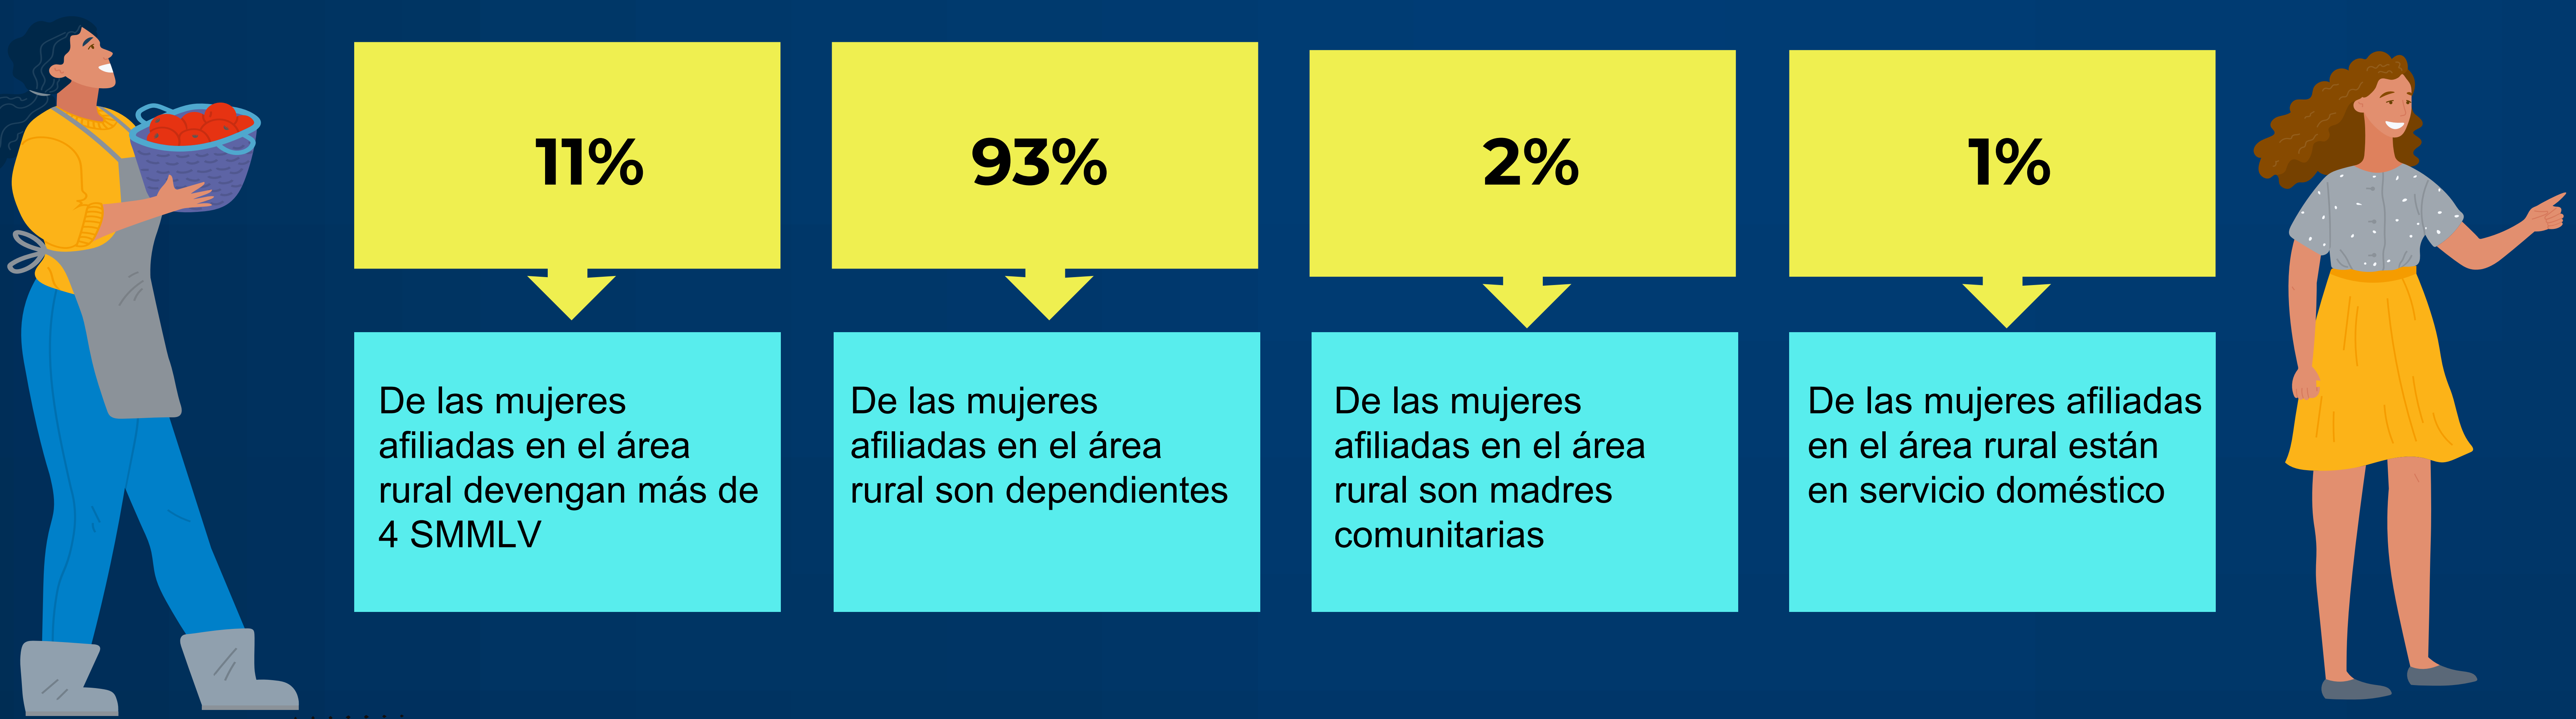 11%
93%
2%
1%
De las mujeres
afiliadas en el área
rural devengan más de
4 SMMLV
De las mujeres
afiliadas en el área
rural son dependientes
De las mujeres
afiliadas en el área
rural son madres
comunitarias
De las mujeres afiliadas
en el área rural están
en servicio doméstico